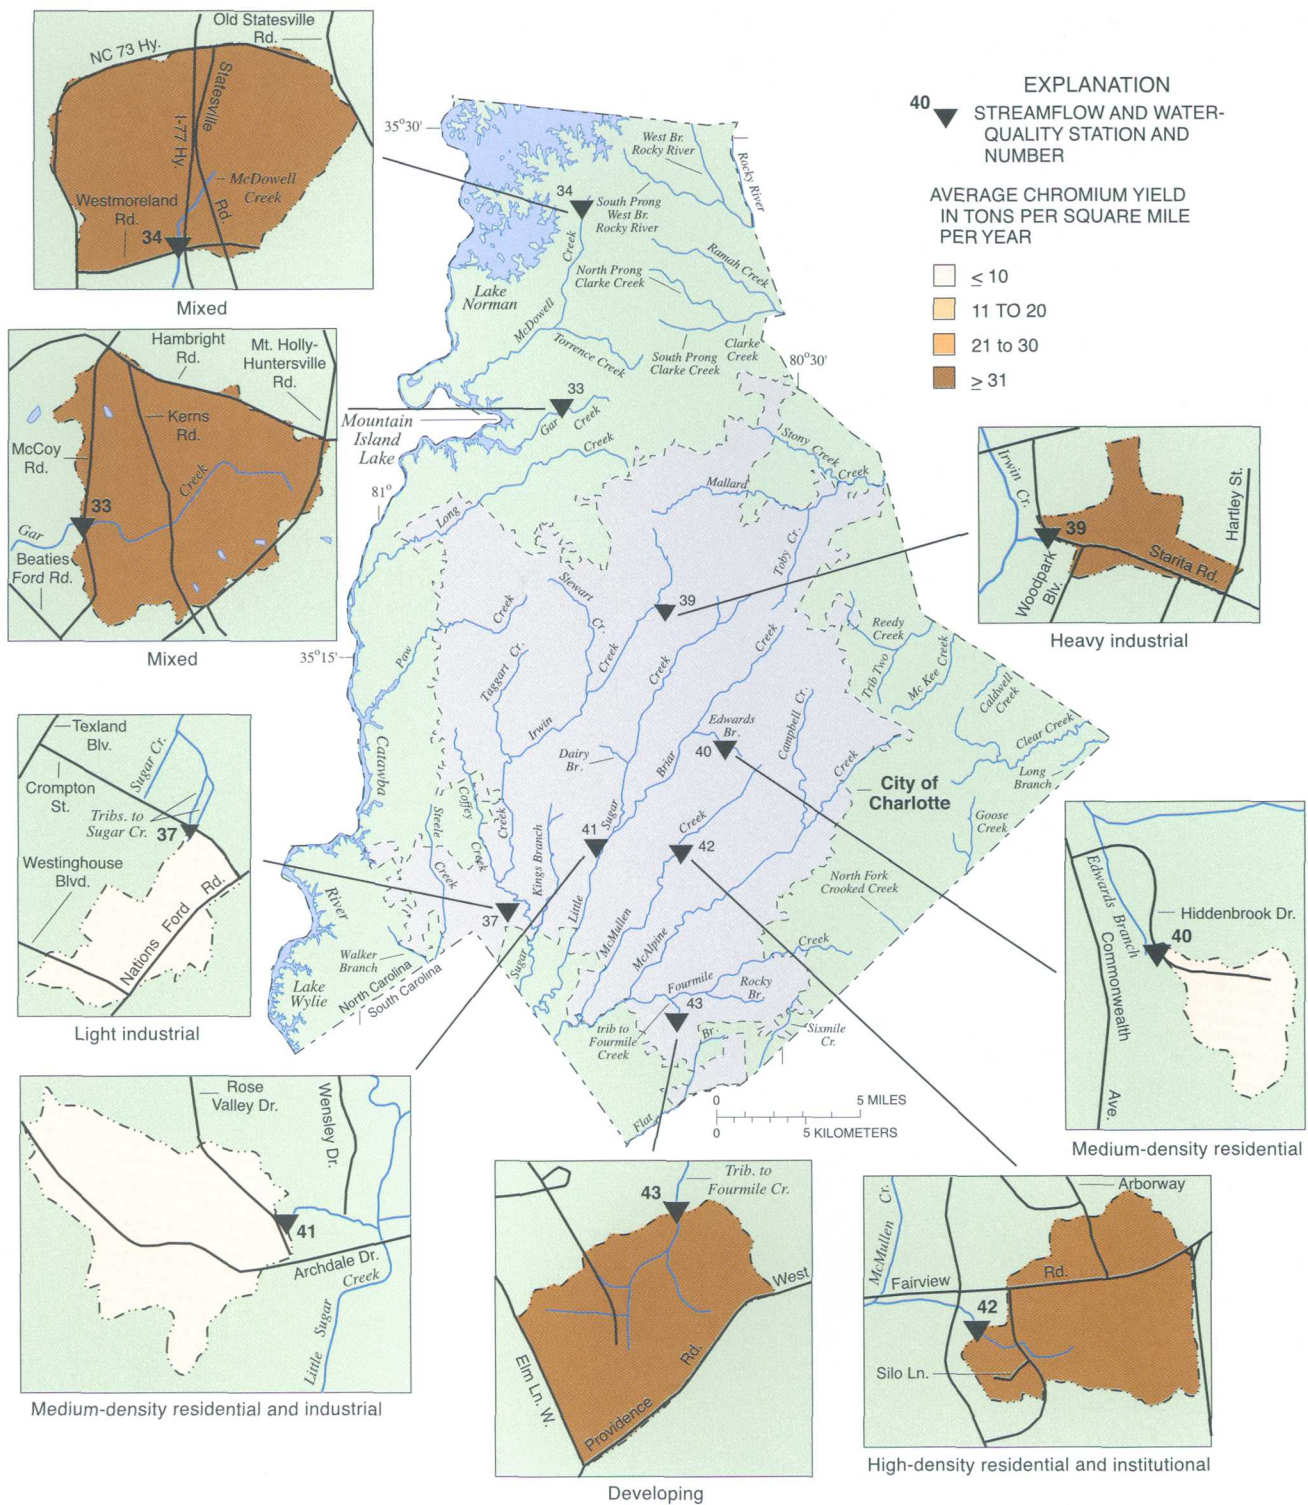 EXPLANATION
40
STREAMFLOW AND WATER-
QUALITY STATION AND
NUMBER
AVERAGE CHROMIUM YIELD
IN TONS PER SQUARE MILE
PER YEAR
≤ 10
11 TO 20
21 to 30
≥ 31
Old Statesville
Rd.
NC 73 Hy.
Statesville
Rd.
I-77 Hy.
McDowell
Creek
Westmoreland
Rd.
34
Mixed
Hambright
Rd.
Mt. Holly-
Huntersville
Rd.
Kerns
Rd.
McCoy
Rd.
Creek
33
Gar
Beaties
Ford Rd.
Mixed
Texland
Blv.
Sugar Cr.
Crompton
St.
Tribs. to
Sugar Cr.
37
Westinghouse
Blvd.
Nations Ford Rd.
Light industrial
Rose
Valley Dr.
Wensley Dr.
41
Archdale Dr.
Little Sugar Creek
Medium-density residential and industrial
Trib. to
Fourmile Cr.
43
West
Elm Ln. W.
Providence Rd.
Developing
Arborway
McMullen Cr.
Fairview Rd.
42
Silo Ln.
High-density residential and institutional
Edwards Branch
Hiddenbrook Dr.
40
Commonwealth
Ave.
Medium-density residential
Irwin Cr.
Hartley St.
39
Starita Rd.
Woodpark
Blv.
Heavy industrial
35°30'
West Br.
Rocky River
Rocky River
34
South Prong
West Br.
Rocky River
Creek
Ramah Creek
North Prong
Clarke Creek
Lake
Norman
McDowell
Torrence Creek
South Prong
Clarke Creek
Clarke
Creek
80°30'
33
Mountain
Island
Lake
Gar
Creek
Creek
Stony Creek
Creek
Mallard
81°
Long
Toby Cr.
Stewart
Cr.
Creek
39
Reedy
Creek
Creek
35°15'
Paw
Taggart Cr.
Creek
Creek
Trib Two
Mc Kee Creek
Caldwell
Creek
Irwin
Edwards
Br.
40
Campbell Cr.
Clear Creek
Dairy
Br.
Briar
Creek
Long
Branch
Catawba
City of
Charlotte
Coffey
Creek
Steele
Creek
Creek
Sugar
41
Creek
42
Goose
Creek
Kings Branch
North Fork
Crooked Creek
River
37
Little
McMullen
McAlpine
Creek
Walker
Branch
Sugar
North Carolina
South Carolina
Lake
Wylie
Fourmile
Rocky
Br.
43
trib to
Fourmile
Creek
Br.
Sixmile
Cr.
Flat
0 5 MILES
0 5 KILOMETERS